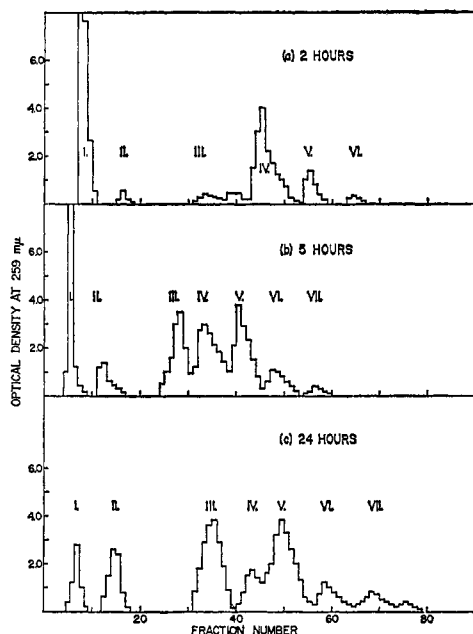 8.0
(a) 2 HOURS
6.0
4.0
2.0
I. II. III. IV. V. VI.
(b) 5 HOURS
6.0
4.0
2.0
I. II. III. IV. V. VI. VII.
(c) 24 HOURS
6.0
4.0
2.0
I. II. III. IV. V. VI. VII.
20 40 60 80
OPTICAL DENSITY AT 259 mμ
FRACTION NUMBER